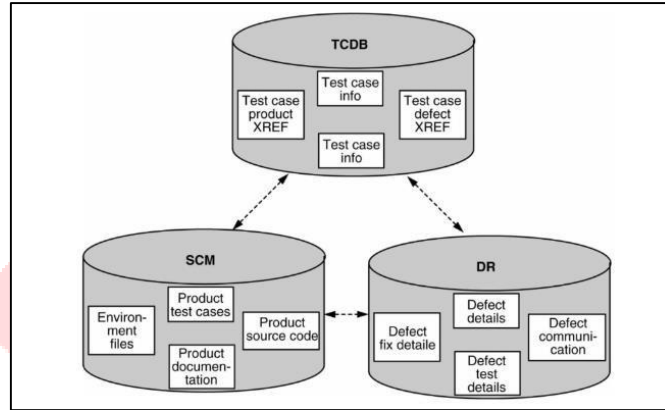 TCDB
Test case
info
Test case
product
XREF
Test case
defect
XREF
Test case
info
SCM
Product
test cases
Environ-
ment
files
Product
source code
Product
documen-
tation
DR
Defect
details
Defect
fix detaile
Defect
communi-
cation
Defect
test
details